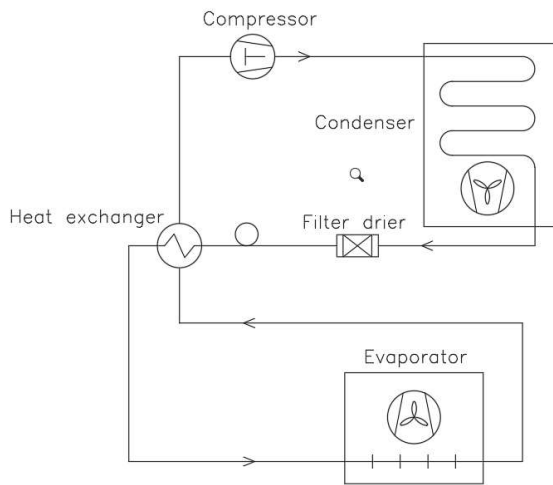 Compressor
Condenser
Heat exchanger
Filter drier
Evaporator